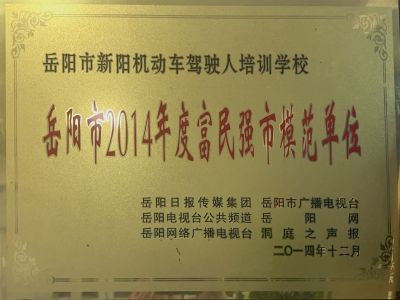 岳阳市新阳机动车驾驶人培训学校
岳阳市2014年度富民强市模范单位
岳阳日报传媒集团 岳阳市广播电视台
岳阳电视台公共频道 岳阳网
岳阳网络广播电视台 洞庭之声报
二〇一四年十二月